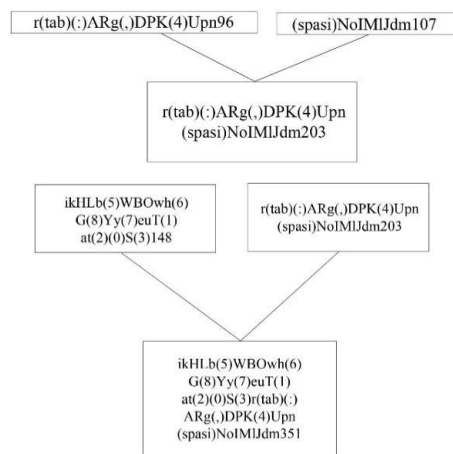 r(tab)(:)ARg(,)DPK(4)Upn96
(spasi)NoIMlJdm107
r(tab)(:)ARg(,)DPK(4)Upn
(spasi)NoIMlJdm203
ikHLb(5)WBOwh(6)
G(8)Yy(7)euT(1)
at(2)(0)S(3)148
r(tab)(:)ARg(,)DPK(4)Upn
(spasi)NoIMlJdm203
ikHLb(5)WBOwh(6)
G(8)Yy(7)euT(1)
at(2)(0)S(3)r(tab)(:)
ARg(,)DPK(4)Upn
(spasi)NoIMlJdm351